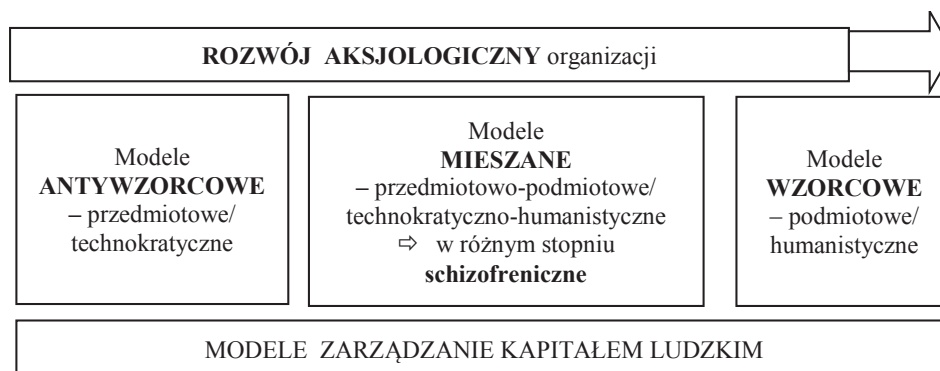 ROZWÓJ AKSJOLOGICZNY organizacji
Modele
ANTYWZORCOWE
– przedmiotowe/
technokratyczne
Modele
MIESZANE
– przedmiotowo-podmiotowe/
technokratyczno-humanistyczne
⇨ w różnym stopniu
schizofreniczne
Modele
WZORCOWE
– podmiotowe/
humanistyczne
MODELE ZARZĄDZANIE KAPITAŁEM LUDZKIM